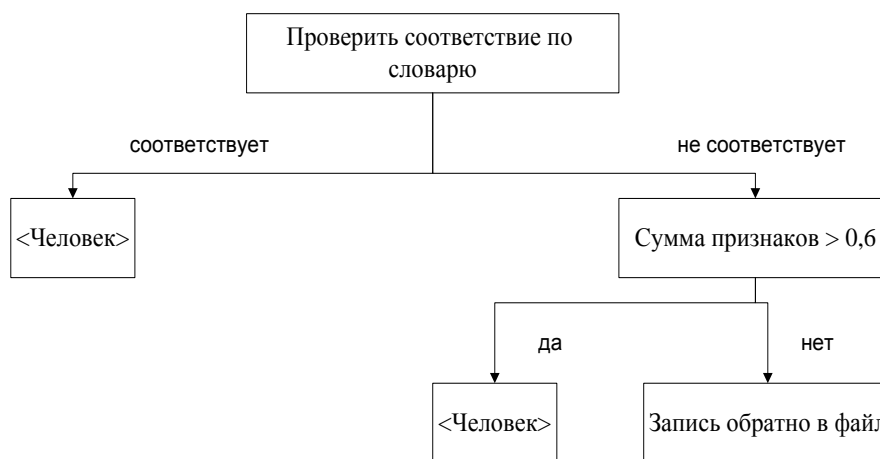 Проверить соответствие по
словарю
соответствует
не соответствует
<Человек>
Сумма признаков > 0,6
да
нет
<Человек>
Запись обратно в файл